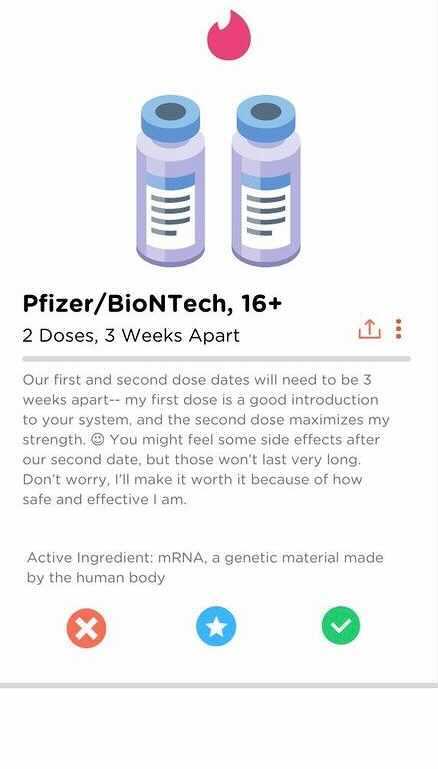 Pfizer/BioNTech, 16+
2 Doses, 3 Weeks Apart
Our first and second dose dates will need to be 3
weeks apart-- my first dose is a good introduction
to your system, and the second dose maximizes my
strength. 😉 You might feel some side effects after
our second date, but those won't last very long.
Don't worry, I'll make it worth it because of how
safe and effective I am.
Active Ingredient: mRNA, a genetic material made
by the human body